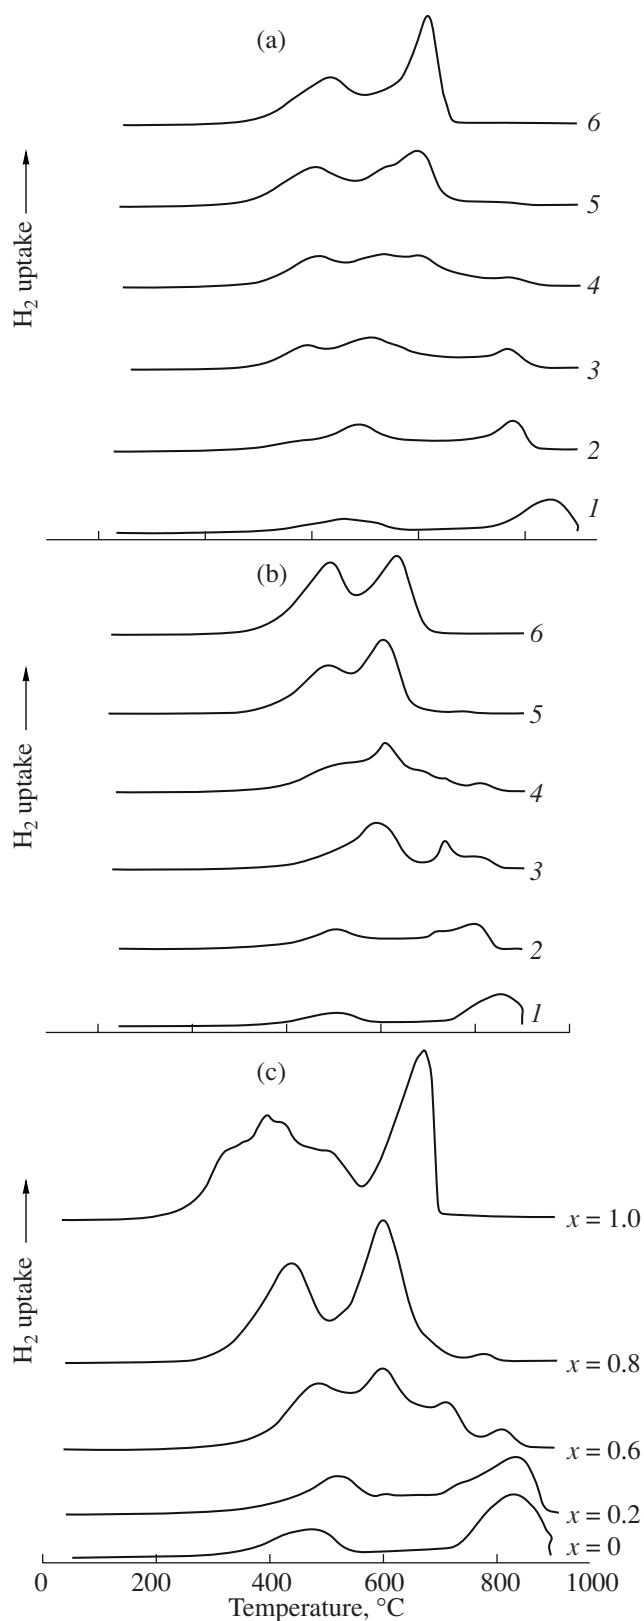 (a)
6
5
4
3
2
1
H₂ uptake
(b)
6
5
4
3
2
1
H₂ uptake
(c)
x = 1.0
x = 0.8
x = 0.6
x = 0.2
x = 0
H₂ uptake
0 200 400 600 800 1000
Temperature, °C